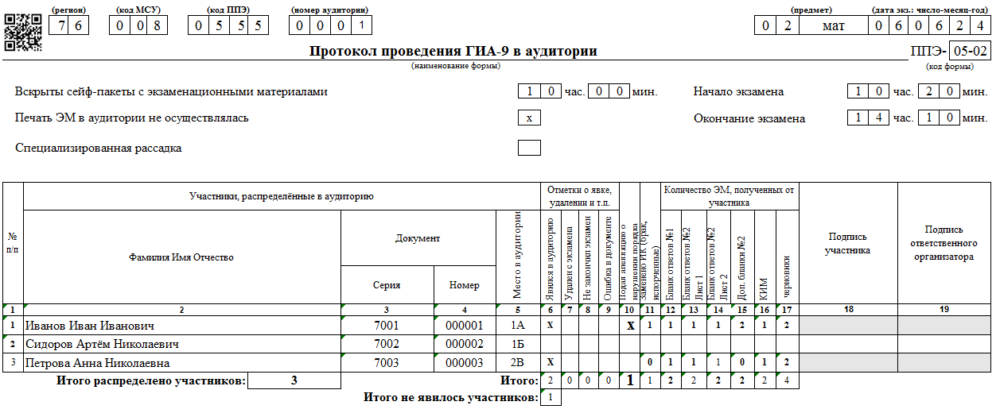 (регион) (код МСУ) (код ППЭ) (номер аудитории) (предмет) (дата экз.: число-месяц-год)
7 6 0 0 8 0 5 5 5 0 0 0 1 0 2 мат 0 6 0 6 2 4
Протокол проведения ГИА-9 в аудитории ППЭ- 05-02
(наименование формы) (код формы)
Вскрыты сейф-пакеты с экзаменационными материалами 1 0 час. 0 0 мин. Начало экзамена 1 0 час. 2 0 мин.
Печать ЭМ в аудитории не осуществлялась x Окончание экзамена 1 4 час. 1 0 мин.
Специализированная рассадка
№ п/п
Участники, распределённые в аудиторию
Фамилия Имя Отчество
Документ
Серия
Номер
Место в аудитории
Отметки о явке, удалении и т.п.
Явился в аудиторию
Удален с экзамена
Не закончил экзамен
Ошибка в документе
Подал апелляцию о нарушении порядка
Заменено ИК (брак, испорченные)
Количество ЭМ, полученных от участника
Бланк ответов №1
Бланк ответов №2 Лист 1
Бланк ответов №2 Лист 2
Доп. бланки №2
КИМ
черновики
Подпись участника
Подпись ответственного организатора
1 2 3 4 5 6 7 8 9 10 11 12 13 14 15 16 17 18 19
1 Иванов Иван Иванович 7001 000001 1А X X 1 1 1 1 2 1 2
2 Сидоров Артём Николаевич 7002 000002 1Б
3 Петрова Анна Николаевна 7003 000003 2В X 0 1 1 1 0 1 2
Итого распределено участников: 3 Итого: 2 0 0 0 1 1 2 2 2 2 2 4
Итого не явилось участников: 1